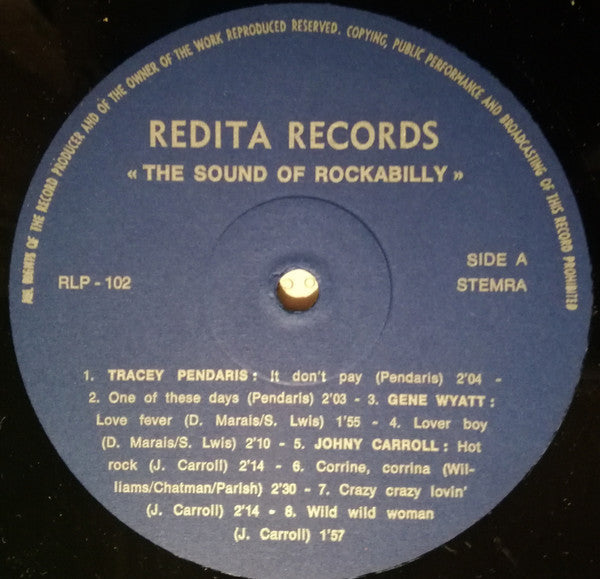 ALL RIGHTS OF THE RECORD PRODUCER AND OF THE OWNER OF THE WORK REPRODUCED RESERVED. COPYING, PUBLIC PERFORMANCE AND BROADCASTING OF THIS RECORD PROHIBITED
REDITA RECORDS
« THE SOUND OF ROCKABILLY »
RLP - 102
SIDE A
STEMRA
1. TRACEY PENDARIS : It don't pay (Pendaris) 2'04 -
2. One of these days (Pendaris) 2'03 - 3. GENE WYATT :
Love fever (D. Marais/S. Lwis) 1'55 - 4. Lover boy
(D. Marais/S. Lwis) 2'10 - 5. JOHNY CARROLL : Hot
rock (J. Carroll) 2'14 - 6. Corrine, corrina (Wil-
liams/Chatman/Parish) 2'30 - 7. Crazy crazy lovin'
(J. Carroll) 2'14 - 8. Wild wild woman
(J. Carroll) 1'57